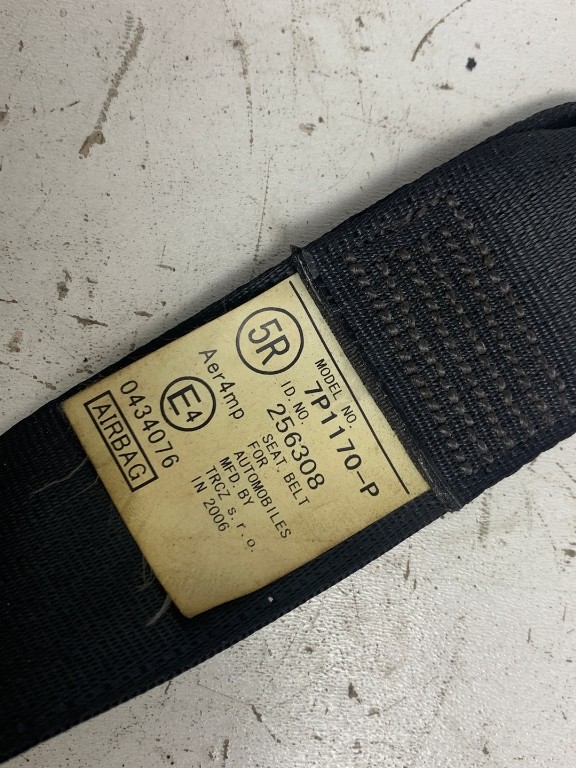 5R
MODEL NO.
7P1170-P
ID. NO.
256308
SEAT BELT
FOR
AUTOMOBILES
MFD. BY
TRCZ s.r.o.
IN 2006
Aer4mp
E4
0434076
AIRBAG